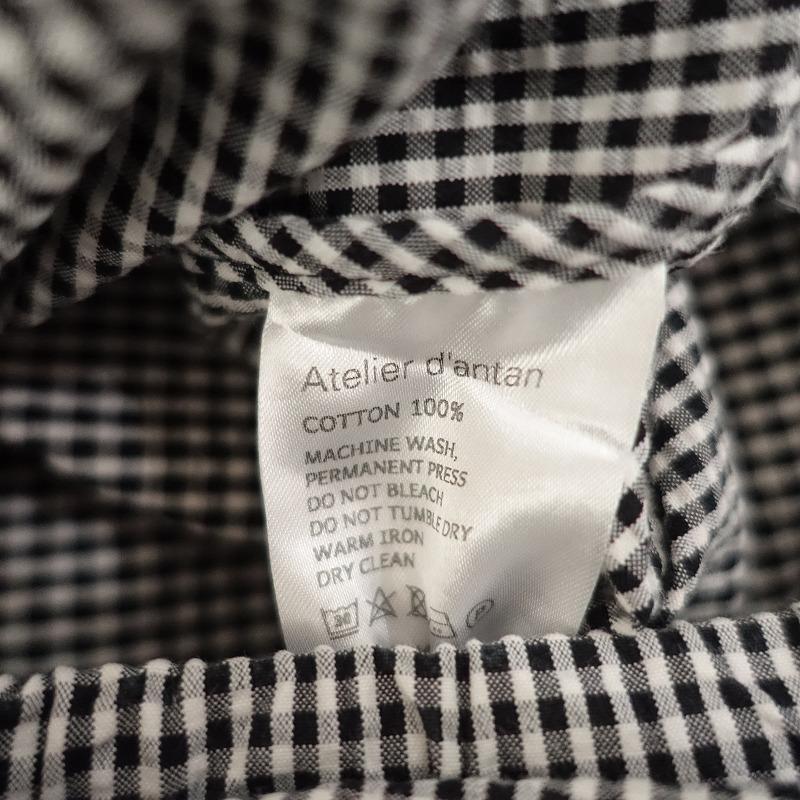 Atelier d'antan
COTTON 100%
MACHINE WASH,
PERMANENT PRESS
DO NOT BLEACH
DO NOT TUMBLE DRY
WARM IRON
DRY CLEAN
30
P